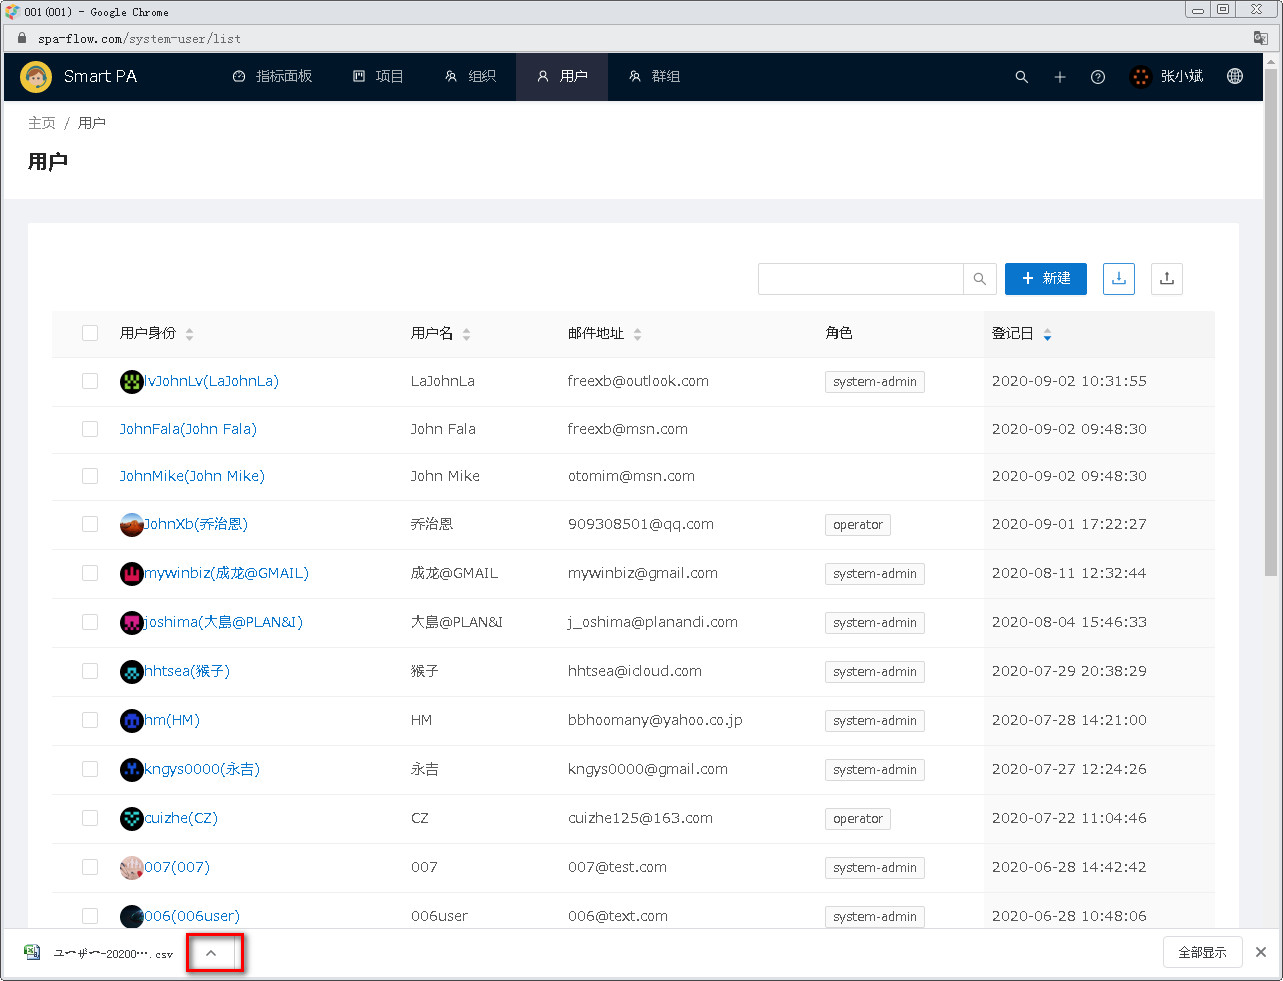 001(001) - Google Chrome
spa-flow.com/system-user/list
Smart PA 指标面板 项目 组织 用户 群组 张小斌
主页 / 用户
用户
+ 新建
用户身份 用户名 邮件地址 角色 登记日
lvJohnLv(LaJohnLa) LaJohnLa freexb@outlook.com system-admin 2020-09-02 10:31:55
JohnFala(John Fala) John Fala freexb@msn.com 2020-09-02 09:48:30
JohnMike(John Mike) John Mike otomim@msn.com 2020-09-02 09:48:30
JohnXb(乔治恩) 乔治恩 909308501@qq.com operator 2020-09-01 17:22:27
mywinbiz(成龙@GMAIL) 成龙@GMAIL mywinbiz@gmail.com system-admin 2020-08-11 12:32:44
joshima(大島@PLAN&I) 大島@PLAN&I j_oshima@planandi.com system-admin 2020-08-04 15:46:33
hhtsea(猴子) 猴子 hhtsea@icloud.com system-admin 2020-07-29 20:38:29
hm(HM) HM bbhoomany@yahoo.co.jp system-admin 2020-07-28 14:21:00
kngys0000(永吉) 永吉 kngys0000@gmail.com system-admin 2020-07-27 12:24:26
cuizhe(CZ) CZ cuizhe125@163.com operator 2020-07-22 11:04:46
007(007) 007 007@test.com system-admin 2020-06-28 14:42:42
006(006user) 006user 006@text.com system-admin 2020-06-28 10:48:06
ユーザー-20200....csv 全部显示